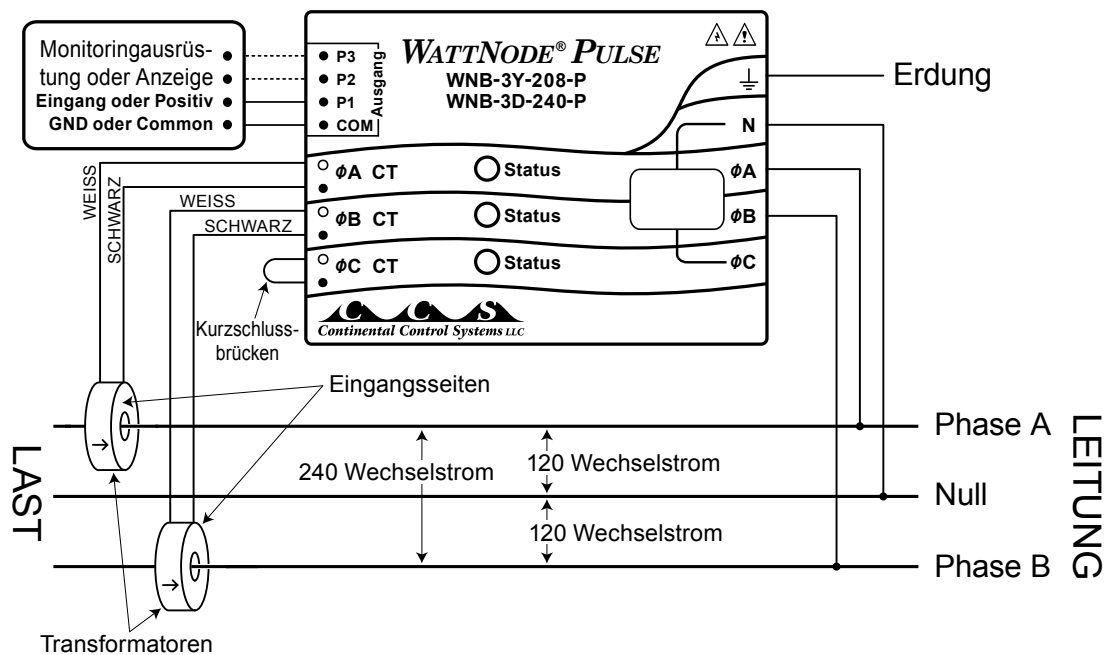 Monitoringausrüs-
tung oder Anzeige
Eingang oder Positiv
GND oder Common
P3
P2
P1
COM
Ausgang
WATTNODE® PULSE
WNB-3Y-208-P
WNB-3D-240-P
Erdung
N
ϕA CT
Status
ϕA
ϕB CT
Status
ϕB
ϕC CT
Status
ϕC
WEISS
SCHWARZ
WEISS
SCHWARZ
Kurzschluss-
brücken
CCS
Continental Control Systems LLC
Eingangsseiten
LAST
240 Wechselstrom
120 Wechselstrom
120 Wechselstrom
Phase A
Null
Phase B
LEITUNG
Transformatoren